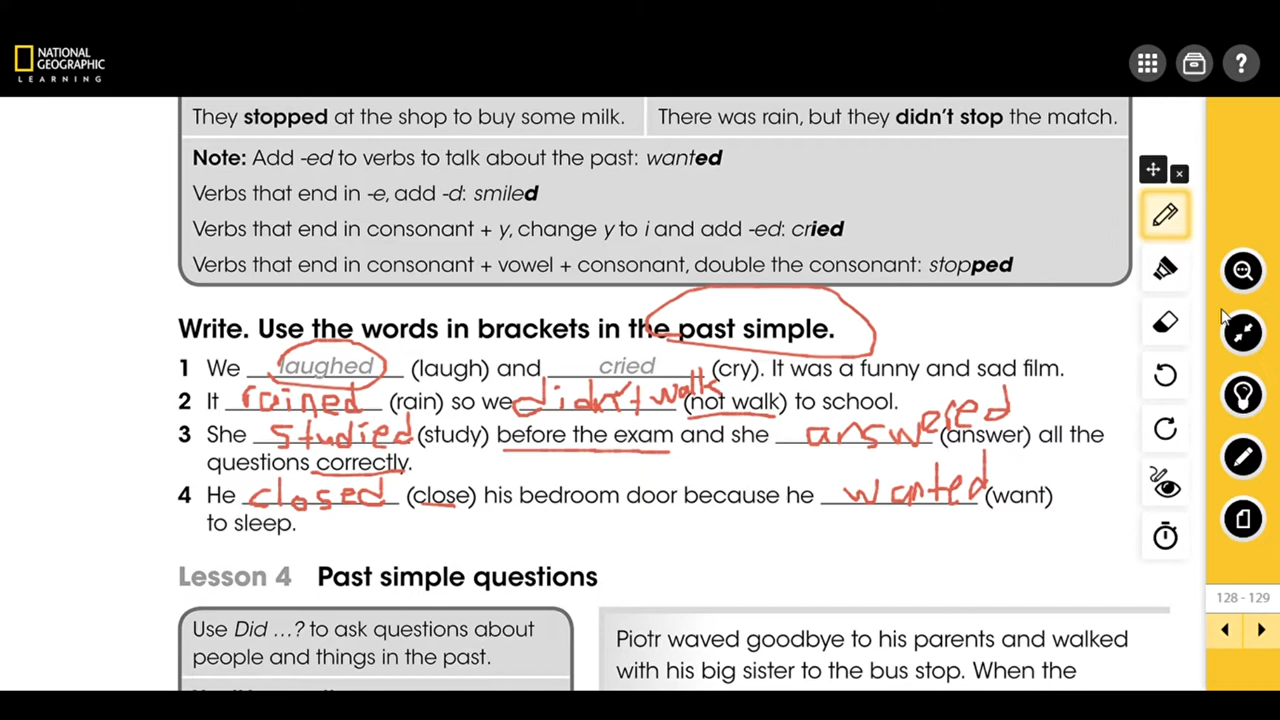 NATIONAL
GEOGRAPHIC
LEARNING
They stopped at the shop to buy some milk.
There was rain, but they didn't stop the match.
Note: Add -ed to verbs to talk about the past: wanted
Verbs that end in -e, add -d: smiled
Verbs that end in consonant + y, change y to i and add -ed: cried
Verbs that end in consonant + vowel + consonant, double the consonant: stopped
Write. Use the words in brackets in the past simple.
1 We laughed (laugh) and cried (cry). It was a funny and sad film.
2 It rained (rain) so we didn't walk (not walk) to school.
3 She studied (study) before the exam and she answered (answer) all the
questions correctly.
4 He closed (close) his bedroom door because he wanted (want)
to sleep.
Lesson 4 Past simple questions
Use Did ...? to ask questions about
people and things in the past.
Piotr waved goodbye to his parents and walked
with his big sister to the bus stop. When the
128 - 129